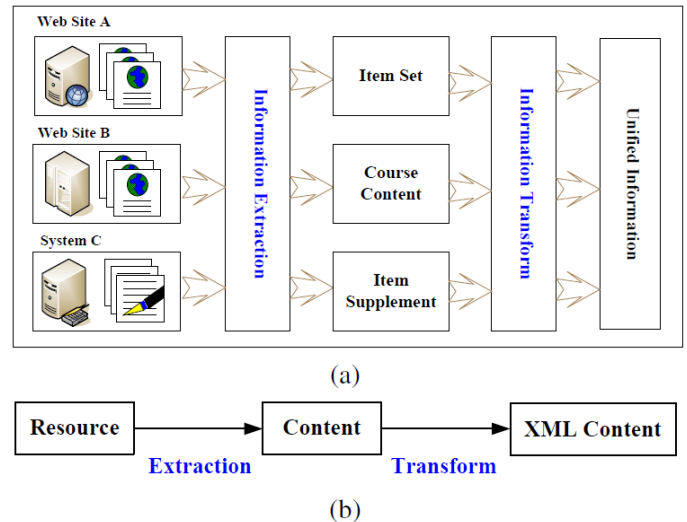 Web Site A
Item Set
Web Site B
Information Extraction
Course
Content
Information Transform
Unified Information
System C
Item
Supplement
(a)
Resource
Content
XML Content
Extraction
Transform
(b)